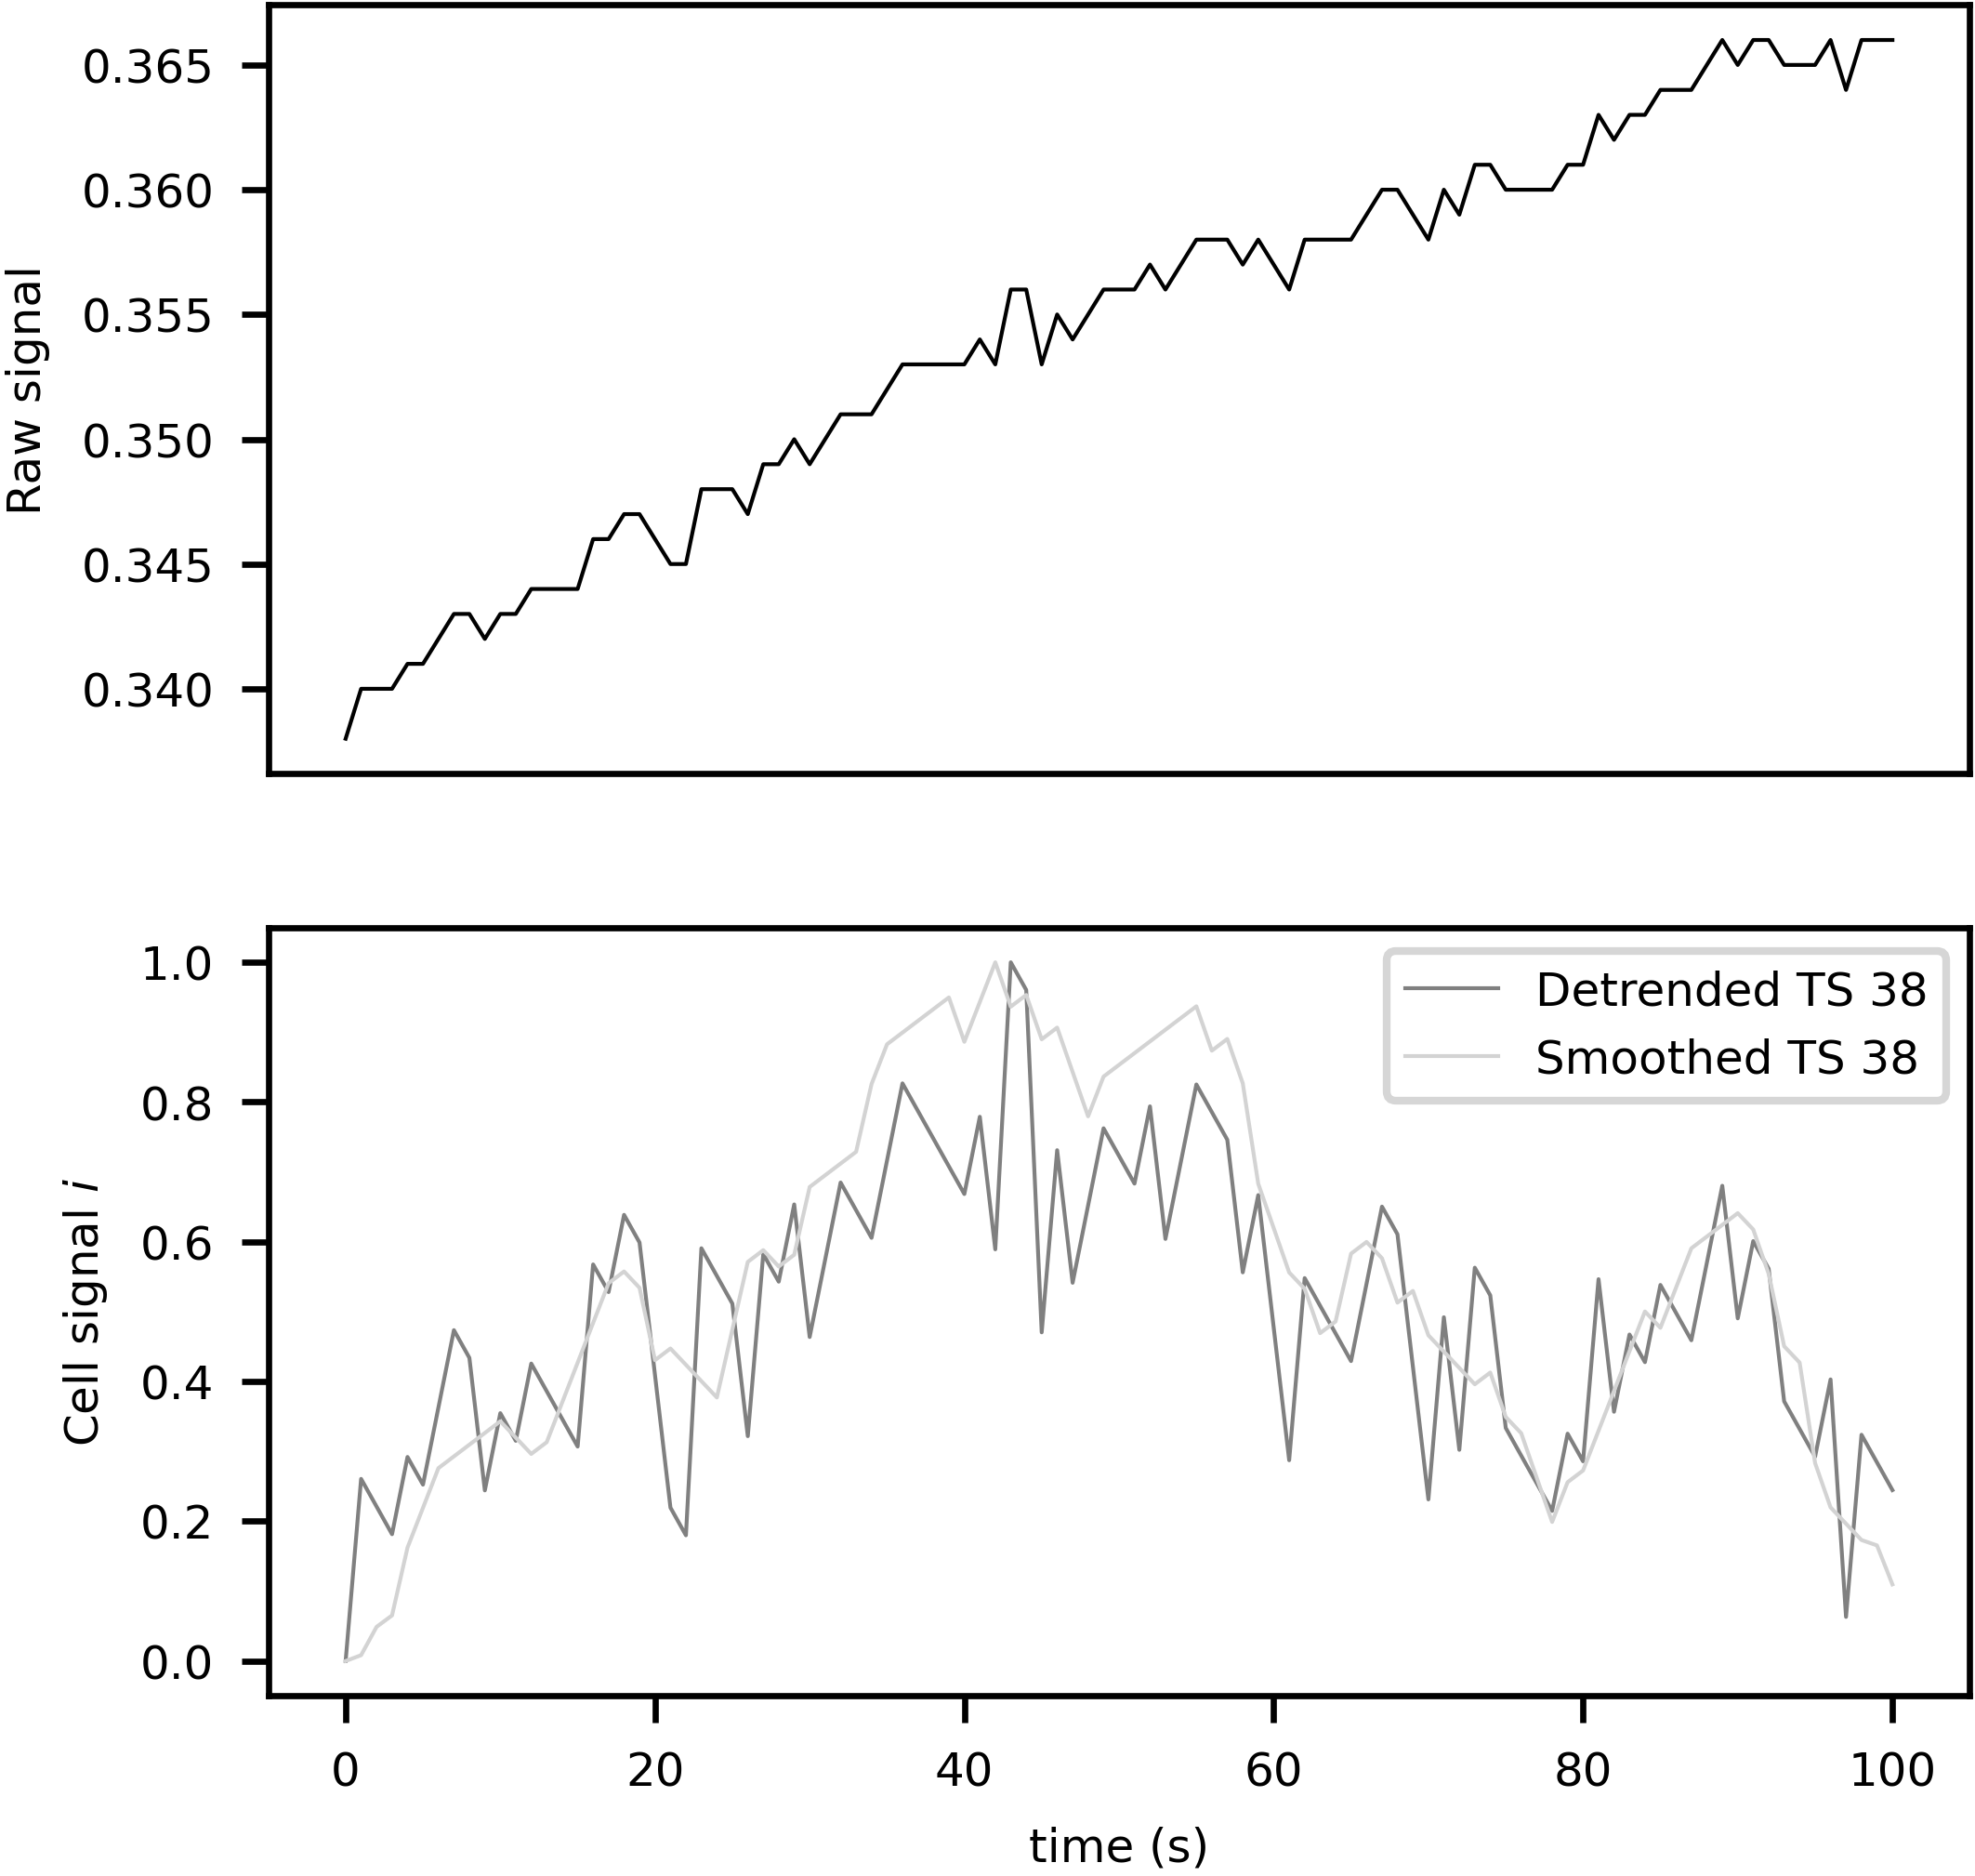 0.365
0.360
0.355
0.350
0.345
0.340
Raw signal
1.0
0.8
0.6
0.4
0.2
0.0
Cell signal i
Detrended TS 38
Smoothed TS 38
0 20 40 60 80 100
time (s)